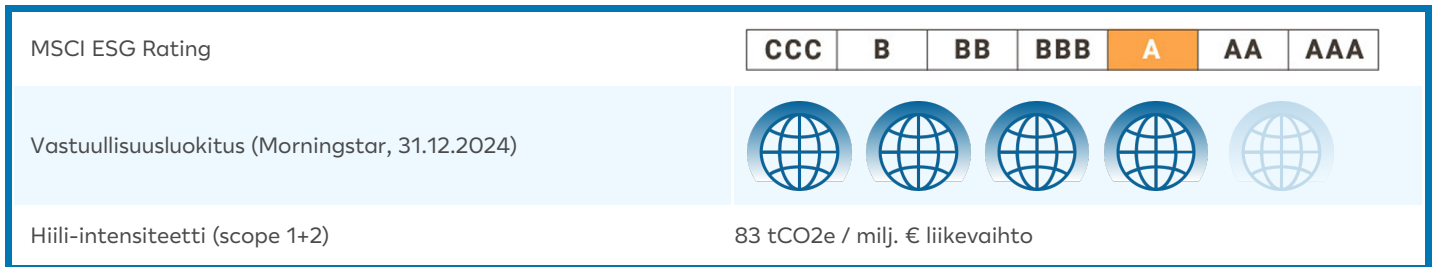 MSCI ESG Rating
CCC B BB BBB A AA AAA
Vastuullisuusluokitus (Morningstar, 31.12.2024)
Hiili-intensiteetti (scope 1+2)
83 tCO2e / milj. € liikevaihto